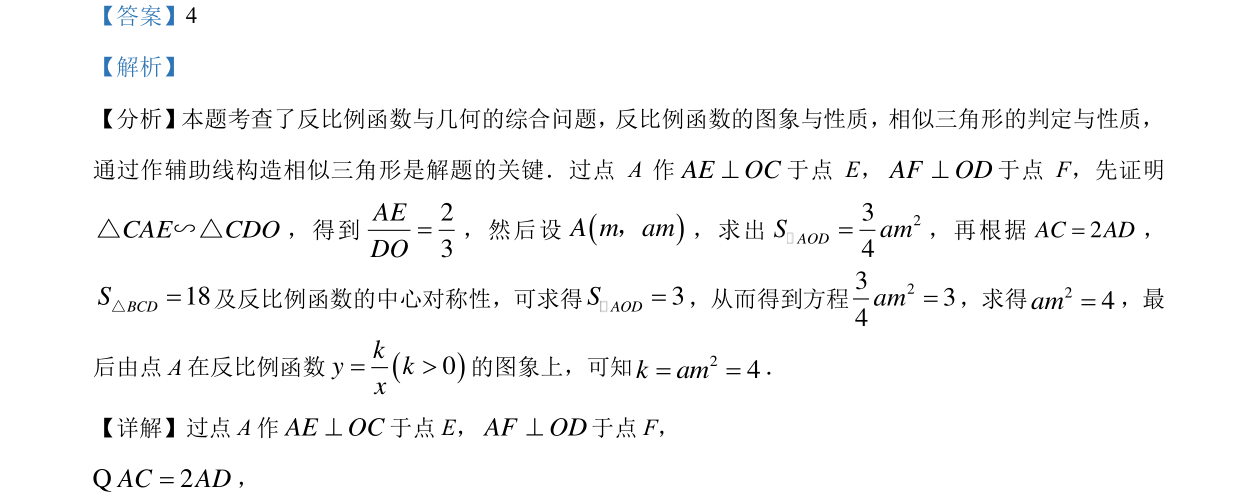 【答案】4
【解析】
【分析】本题考查了反比例函数与几何的综合问题，反比例函数的图象与性质，相似三角形的判定与性质，
通过作辅助线构造相似三角形是解题的关键．过点 A 作 AE⊥OC 于点 E，AF⊥OD 于点 F，先证明
△CAE∽△CDO，得到 AE/DO = 2/3，然后设 A(m，am)，求出 S□AOD = 3/4 am²，再根据 AC=2AD，
S△BCD =18及反比例函数的中心对称性，可求得 S□AOD =3，从而得到方程 3/4 am² =3，求得 am² =4，最
后由点 A 在反比例函数 y= k/x (k>0) 的图象上，可知 k=am² =4．
【详解】过点 A 作 AE⊥OC 于点 E，AF⊥OD 于点 F，
Q AC=2AD，